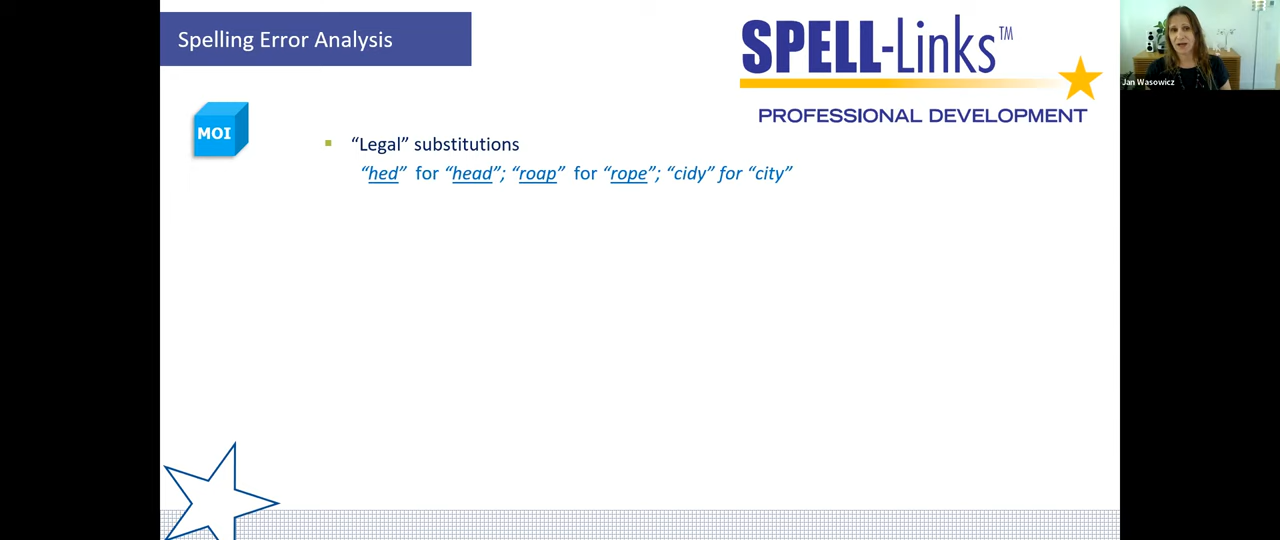 Spelling Error Analysis
SPELL-Links™
PROFESSIONAL DEVELOPMENT
Jan Wasowicz
MOI
"Legal" substitutions
"hed" for "head"; "roap" for "rope"; "cidy" for "city"